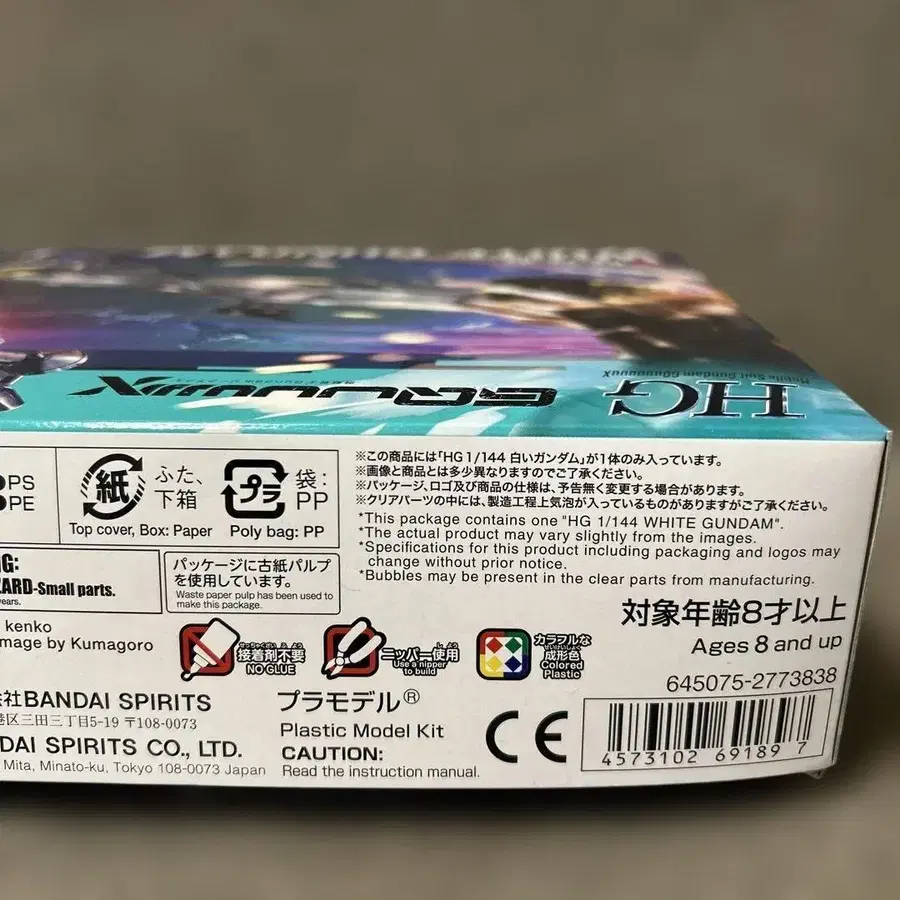 HG
GQuuuuuuX
Mobile Suit Gundam GQuuuuuuX
PS
PE
紙
ふた、
下箱
Top cover, Box: Paper
プラ
袋:
PP
Poly bag: PP
※この商品には「HG 1/144 白いガンダム」が1体のみ入っています。
※画像と商品とは多少異なりますのでご了承ください。
※パッケージ、ロゴ及び商品の仕様は、予告無く変更する場合があります。
※クリアパーツの中には、製造工程上気泡が入っているものがありますがご了承ください。
*This package contains one "HG 1/144 WHITE GUNDAM".
*The actual product may vary slightly from the images.
*Specifications for this product including packaging and logos may
change without prior notice.
*Bubbles may be present in the clear parts from manufacturing.
NG:
ZARD-Small parts.
years.
パッケージに古紙パルプ
を使用しています。
Waste paper pulp has been used to
make this package.
対象年齢8才以上
Ages 8 and up
kenko
mage by Kumagoro
接着剤不要
NO GLUE
ニッパー使用
Use a nipper
to build
カラフルな
成形色
Colored
Plastic
645075-2773838
会社BANDAI SPIRITS
港区三田三丁目5-19 〒108-0073
NDAI SPIRITS CO., LTD.
Mita, Minato-ku, Tokyo 108-0073 Japan
プラモデル®
Plastic Model Kit
CAUTION:
Read the instruction manual.
CE
4573102 69189 7